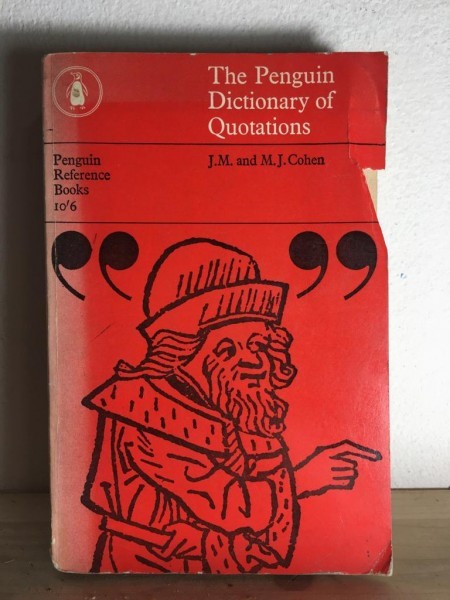 The Penguin
Dictionary of
Quotations
J.M. and M.J.Cohen
Penguin
Reference
Books
10'6